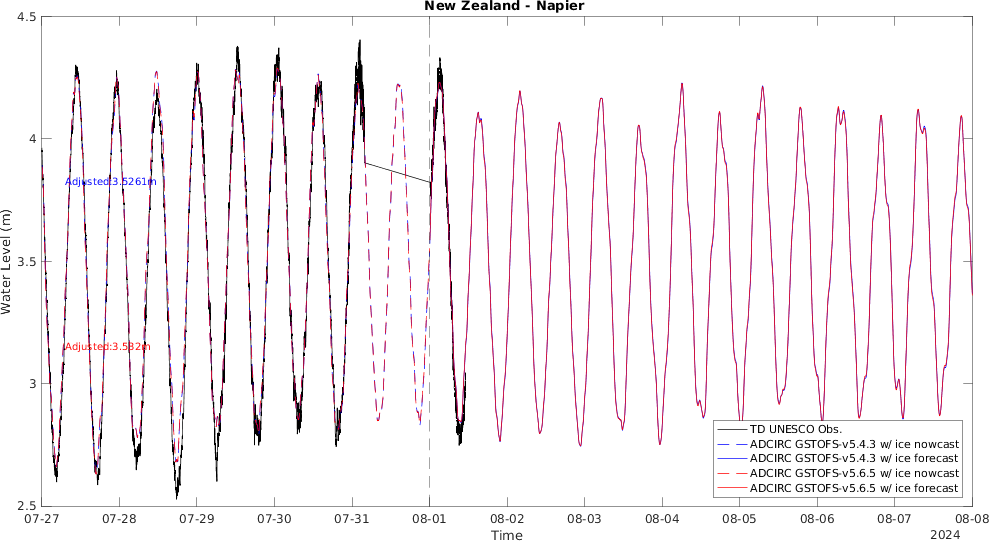 New Zealand - Napier
4.5
4
3.5
3
2.5
Water Level (m)
Adjusted:3.5261m
Adjusted:3.532m
TD UNESCO Obs.
ADCIRC GSTOFS-v5.4.3 w/ ice nowcast
ADCIRC GSTOFS-v5.4.3 w/ ice forecast
ADCIRC GSTOFS-v5.6.5 w/ ice nowcast
ADCIRC GSTOFS-v5.6.5 w/ ice forecast
07-27 07-28 07-29 07-30 07-31 08-01 08-02 08-03 08-04 08-05 08-06 08-07 08-08
Time
2024